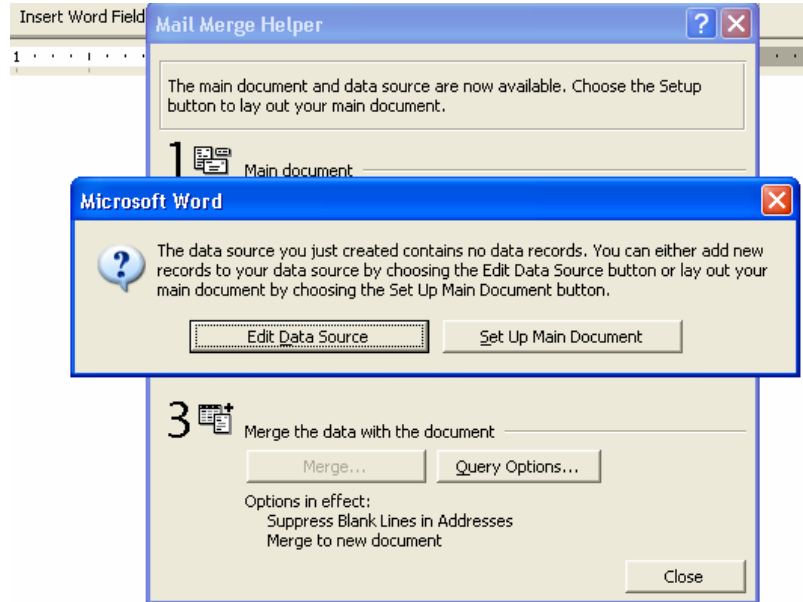 Insert Word Field
Mail Merge Helper
1
The main document and data source are now available. Choose the Setup
button to lay out your main document.
1 Main document
Microsoft Word
The data source you just created contains no data records. You can either add new
records to your data source by choosing the Edit Data Source button or lay out your
main document by choosing the Set Up Main Document button.
Edit Data Source Set Up Main Document
3 Merge the data with the document
Merge... Query Options...
Options in effect:
Suppress Blank Lines in Addresses
Merge to new document
Close